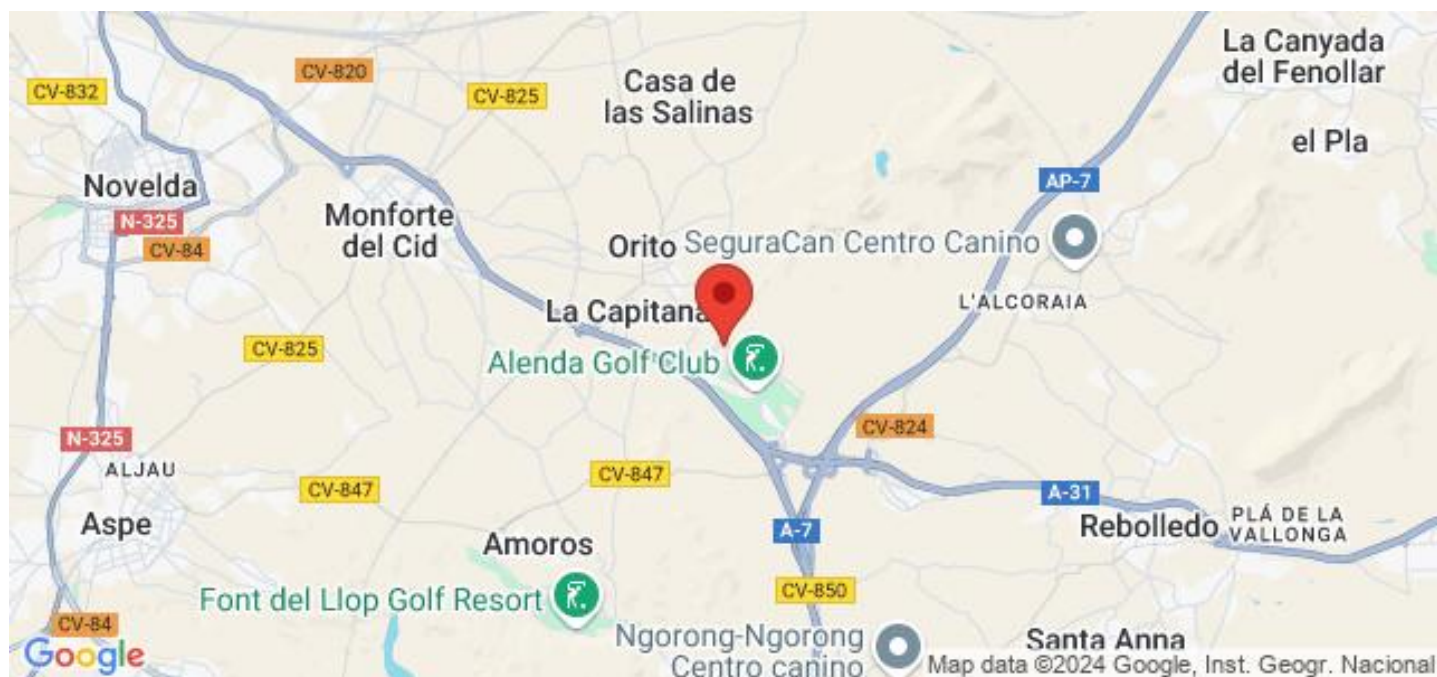 La Canyada
del Fenollar
CV-820
CV-832
CV-825
Casa de
las Salinas
el Pla
Novelda
AP-7
N-325
Monforte
del Cid
CV-84
Orito
SeguraCan Centro Canino
La Capitana
L'ALCORAIA
CV-825
Alenda Golf Club
N-325
CV-824
ALJAU
CV-847
CV-847
A-31
Aspe
Amoros
A-7
Rebolledo
PLÁ DE LA
VALLONGA
Font del Llop Golf Resort
CV-850
CV-84
Ngorong-Ngorong
Centro canino
Santa Anna
Google
Map data ©2024 Google, Inst. Geogr. Nacional